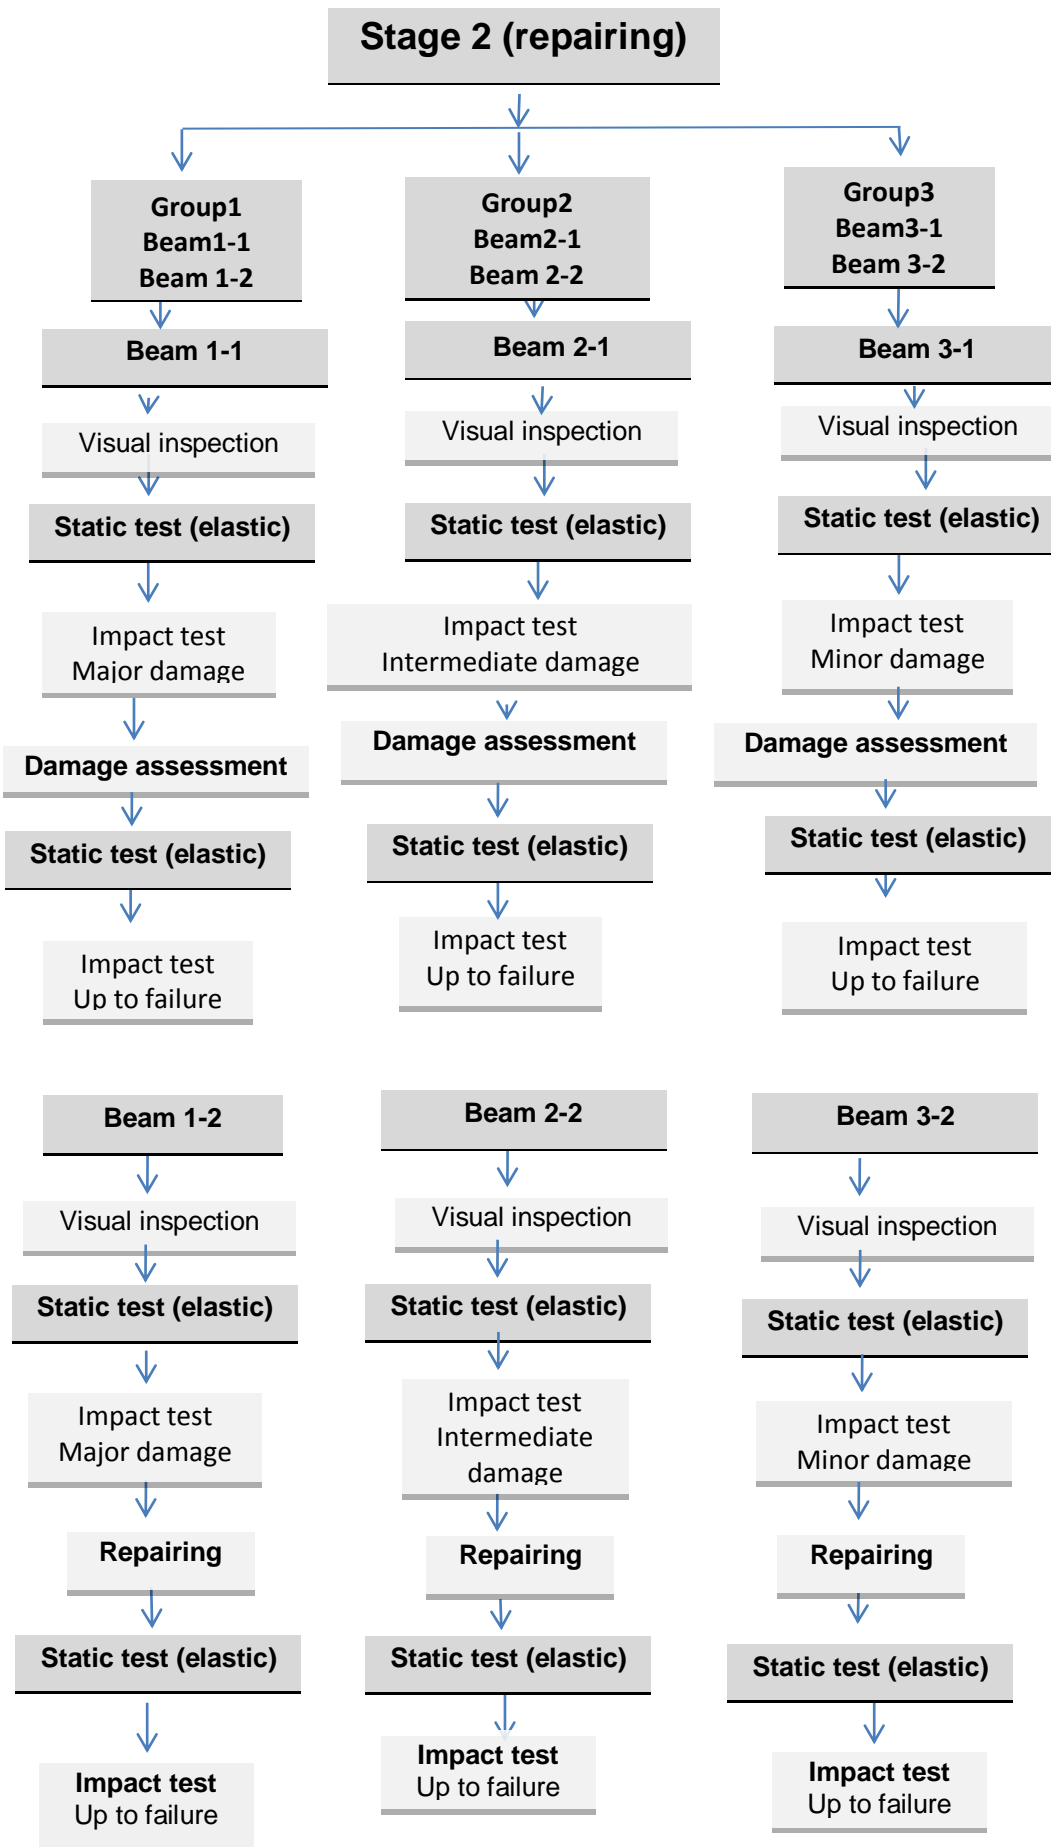 Stage 2 (repairing)
Group1
Beam1-1
Beam 1-2
Group2
Beam2-1
Beam 2-2
Group3
Beam3-1
Beam 3-2
Beam 1-1
Beam 2-1
Beam 3-1
Visual inspection
Visual inspection
Visual inspection
Static test (elastic)
Static test (elastic)
Static test (elastic)
Impact test
Major damage
Impact test
Intermediate damage
Impact test
Minor damage
Damage assessment
Damage assessment
Damage assessment
Static test (elastic)
Static test (elastic)
Static test (elastic)
Impact test
Up to failure
Impact test
Up to failure
Impact test
Up to failure
Beam 1-2
Beam 2-2
Beam 3-2
Visual inspection
Visual inspection
Visual inspection
Static test (elastic)
Static test (elastic)
Static test (elastic)
Impact test
Major damage
Impact test
Intermediate
damage
Impact test
Minor damage
Repairing
Repairing
Repairing
Static test (elastic)
Static test (elastic)
Static test (elastic)
Impact test
Up to failure
Impact test
Up to failure
Impact test
Up to failure